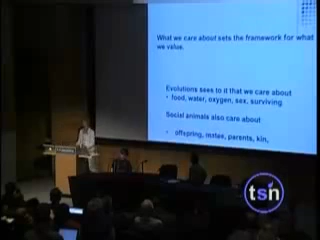 What we care about sets the framework for what
we value.
Evolutions sees to it that we care about
• food, water, oxygen, sex, surviving
Social animals also care about
• offspring, mates, parents, kin,
tsn